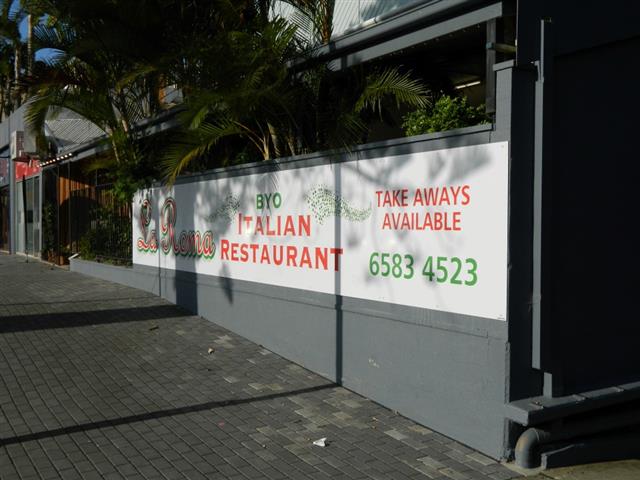 La Roma
BYO
ITALIAN
RESTAURANT
TAKE AWAYS
AVAILABLE
6583 4523